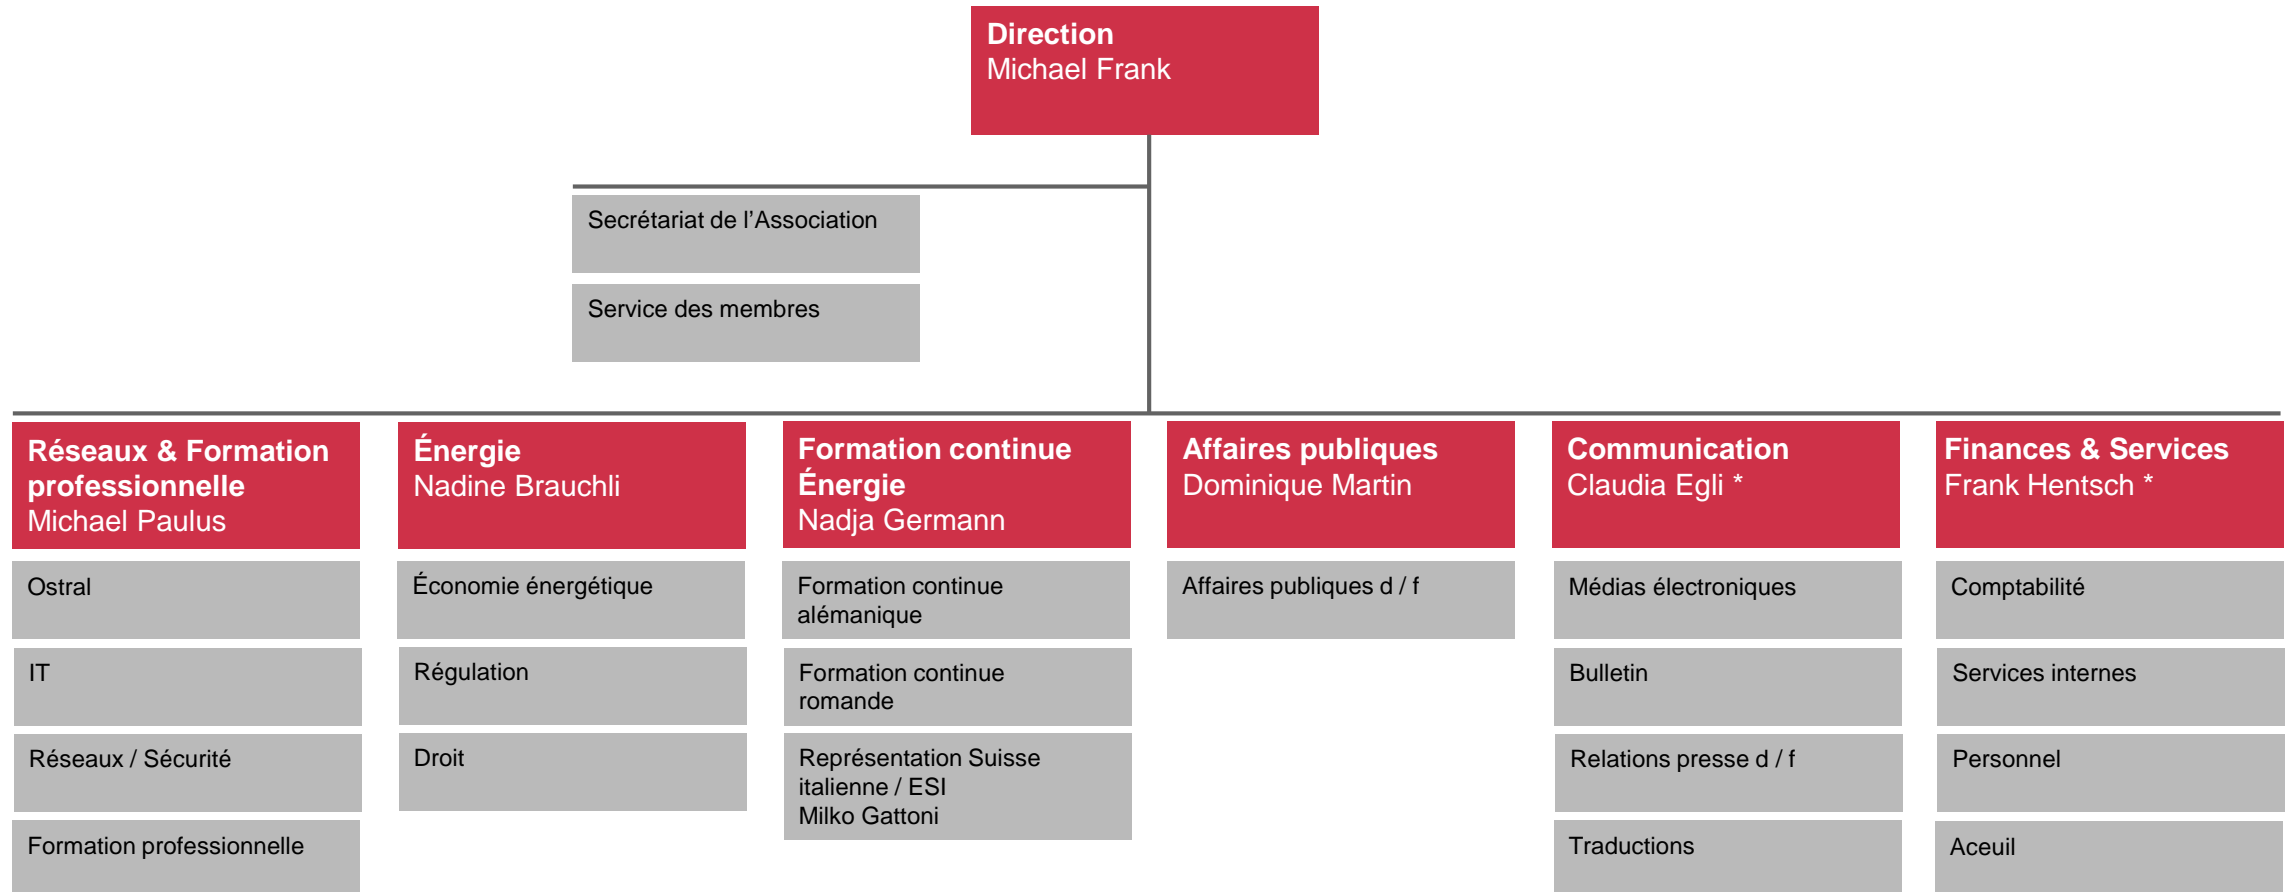 Direction
Michael Frank
Secrétariat de l’Association
Service des membres
Réseaux & Formation
professionnelle
Michael Paulus
Ostral
IT
Réseaux / Sécurité
Formation professionnelle
Énergie
Nadine Brauchli
Économie énergétique
Régulation
Droit
Formation continue
Énergie
Nadja Germann
Formation continue
alémanique
Formation continue
romande
Représentation Suisse
italienne / ESI
Milko Gattoni
Affaires publiques
Dominique Martin
Affaires publiques d / f
Communication
Claudia Egli *
Médias électroniques
Bulletin
Relations presse d / f
Traductions
Finances & Services
Frank Hentsch *
Comptabilité
Services internes
Personnel
Aceuil